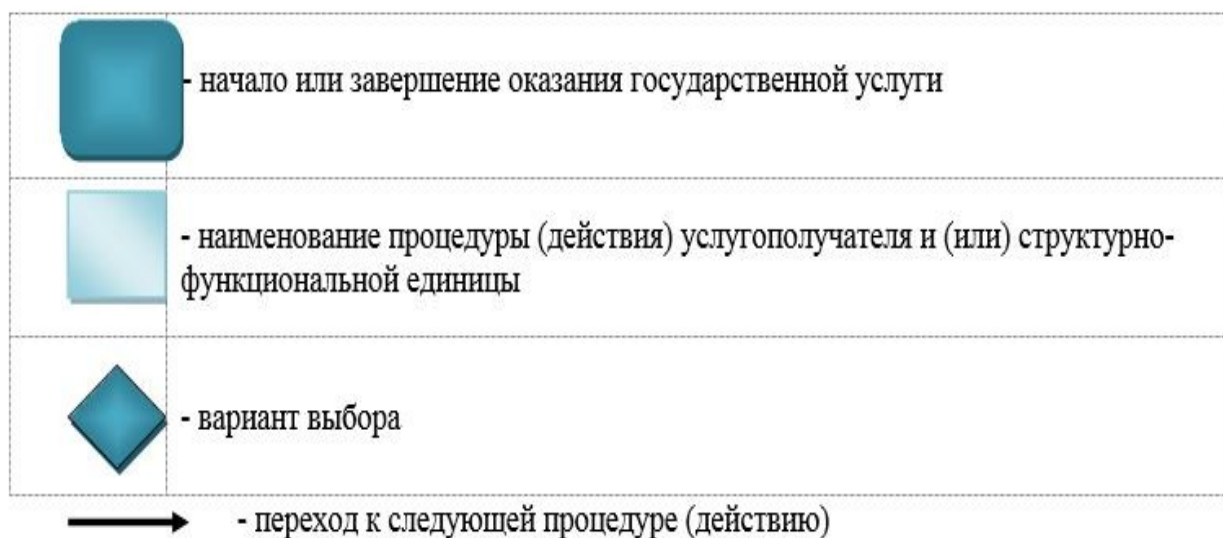 - начало или завершение оказания государственной услуги
- наименование процедуры (действия) услугополучателя и (или) структурно-
функциональной единицы
- вариант выбора
- переход к следующей процедуре (действию)